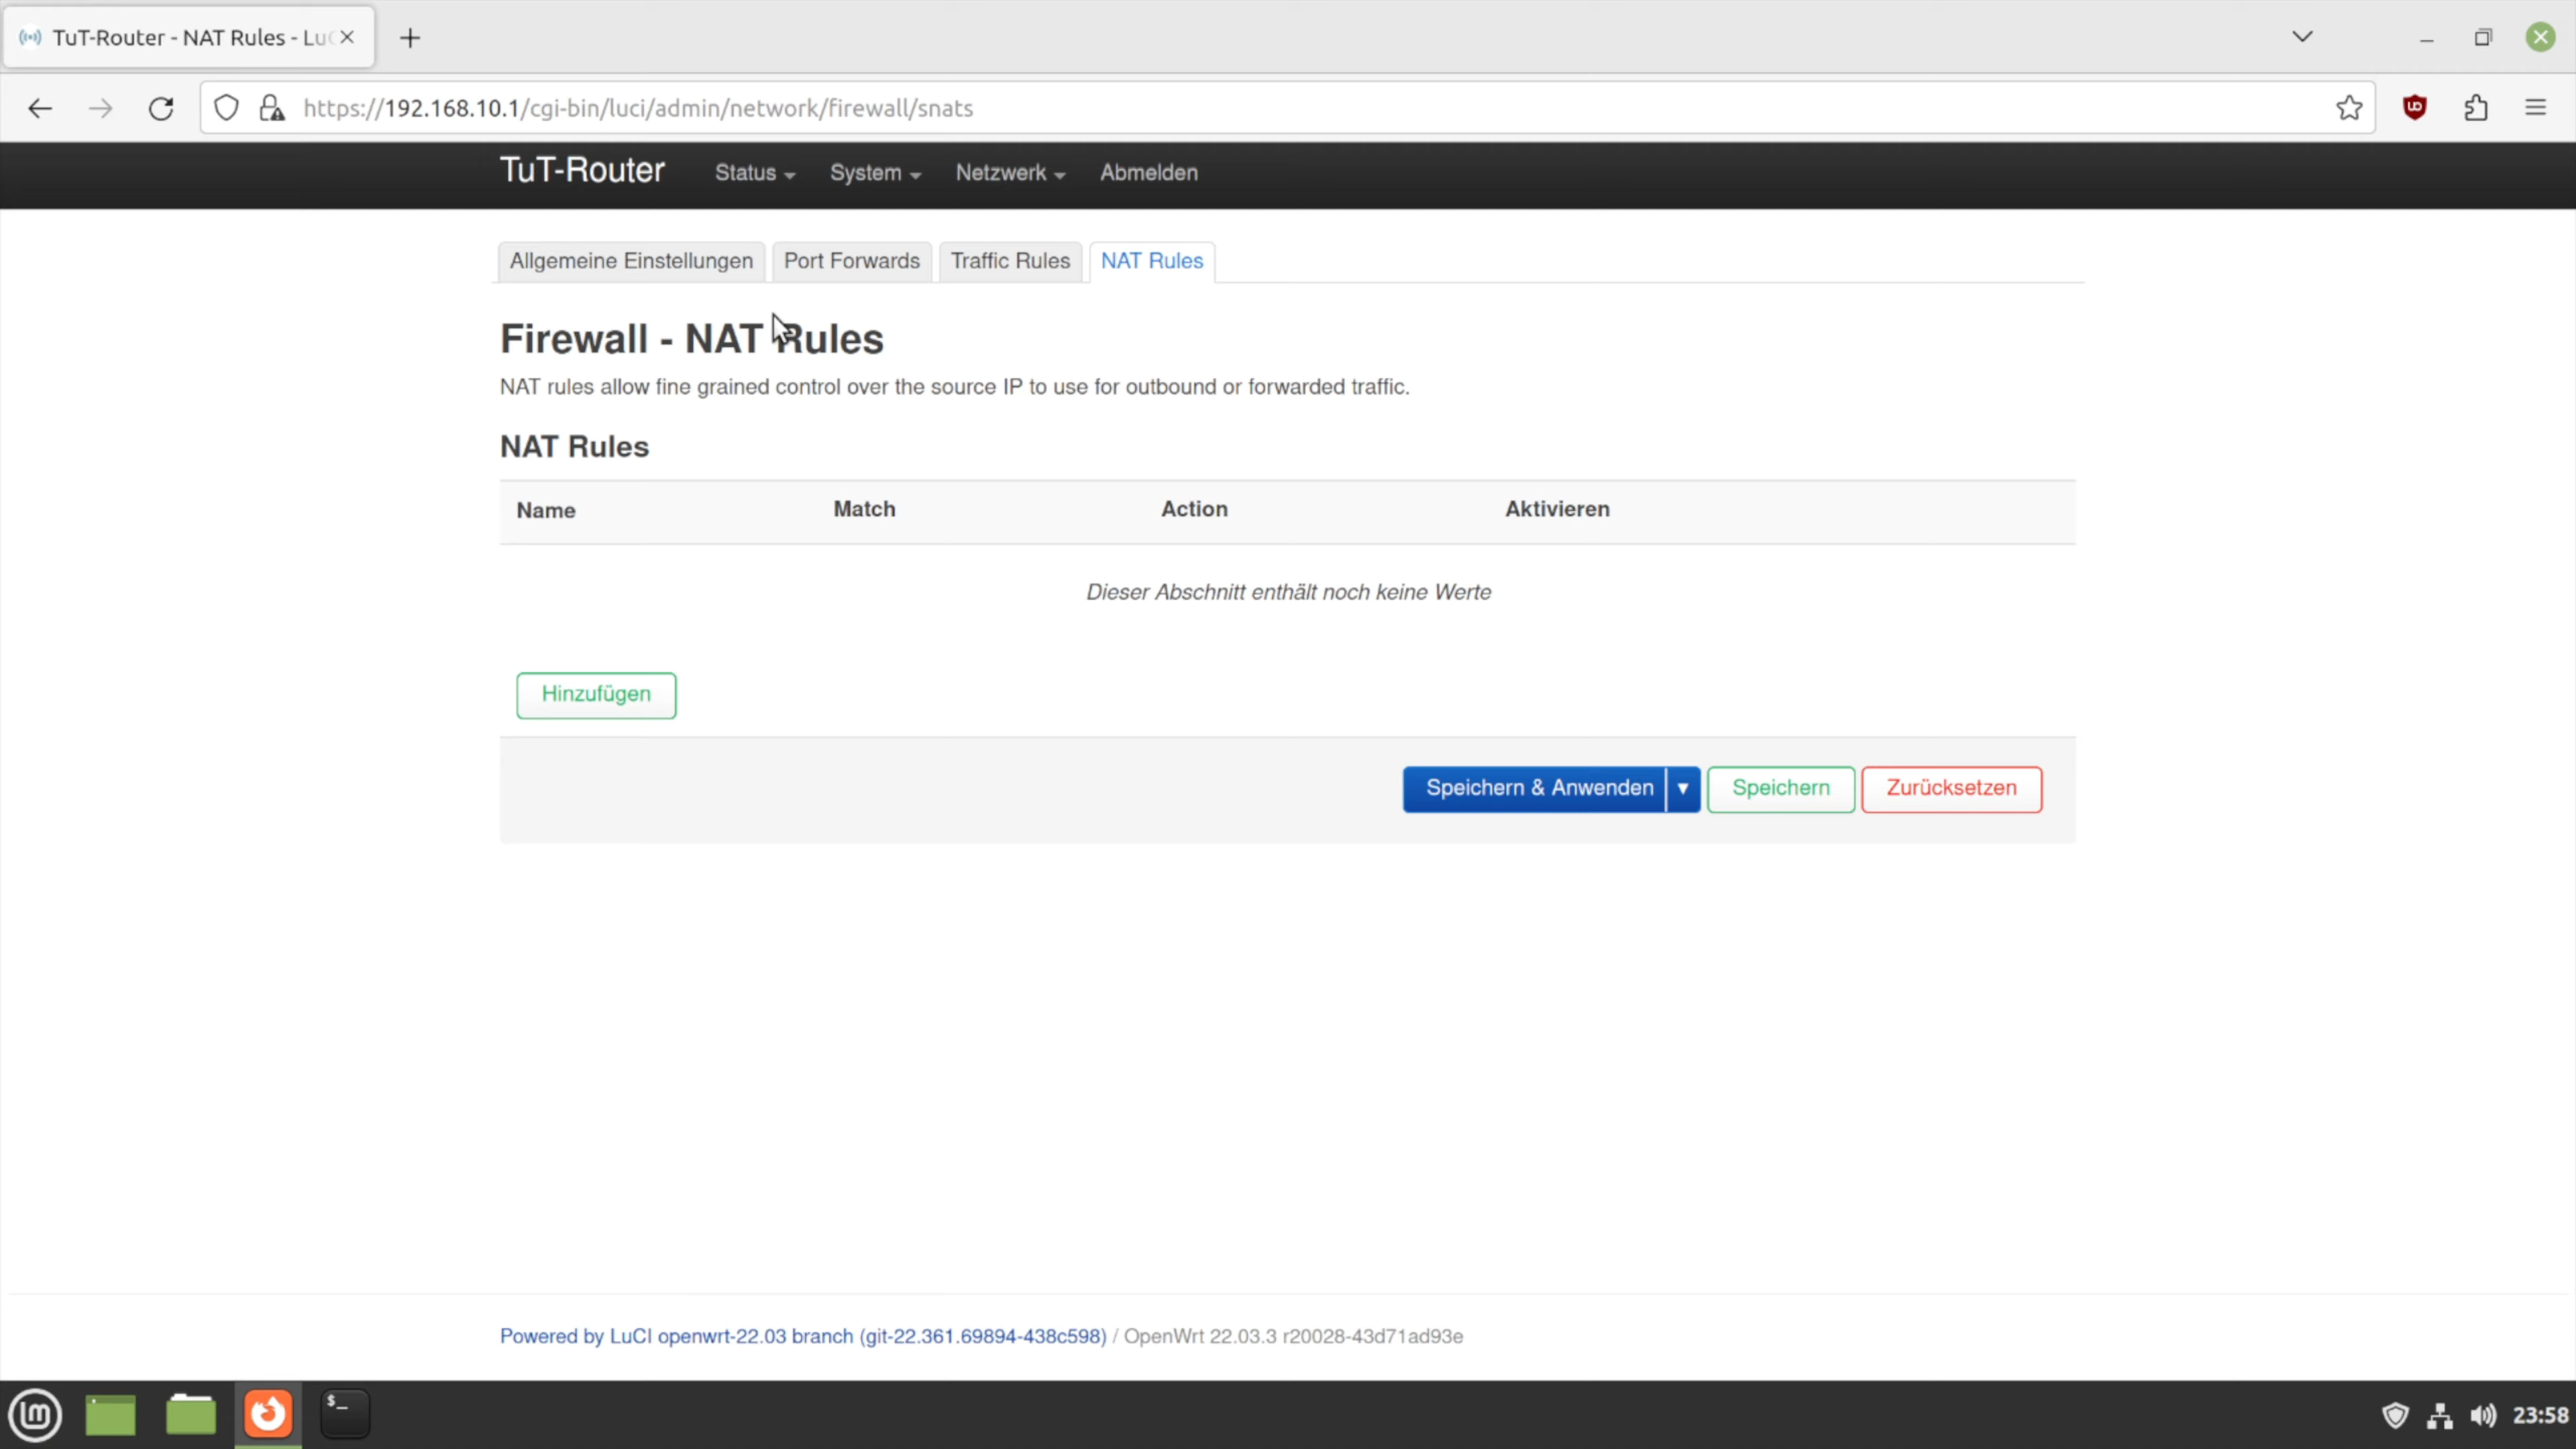 TuT-Router - NAT Rules - Lu
https://192.168.10.1/cgi-bin/luci/admin/network/firewall/snats
TuT-Router Status System Netzwerk Abmelden
Allgemeine Einstellungen Port Forwards Traffic Rules NAT Rules
Firewall - NAT Rules
NAT rules allow fine grained control over the source IP to use for outbound or forwarded traffic.
NAT Rules
Name Match Action Aktivieren
Dieser Abschnitt enthält noch keine Werte
Hinzufügen
Speichern & Anwenden Speichern Zurücksetzen
Powered by LuCI openwrt-22.03 branch (git-22.361.69894-438c598) / OpenWrt 22.03.3 r20028-43d71ad93e
$_
23:58